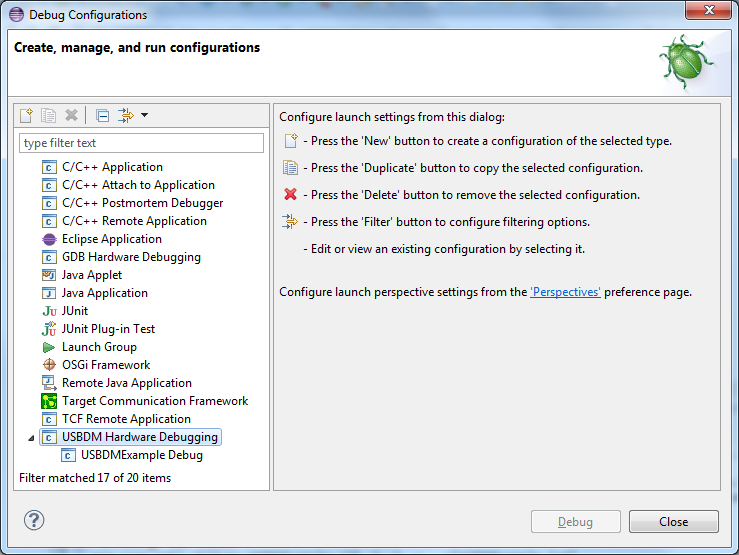 Debug Configurations
Create, manage, and run configurations
type filter text
C/C++ Application
C/C++ Attach to Application
C/C++ Postmortem Debugger
C/C++ Remote Application
Eclipse Application
GDB Hardware Debugging
Java Applet
Java Application
JUnit
JUnit Plug-in Test
Launch Group
OSGi Framework
Remote Java Application
Target Communication Framework
TCF Remote Application
USBDM Hardware Debugging
USBDMExample Debug
Filter matched 17 of 20 items
Configure launch settings from this dialog:
- Press the 'New' button to create a configuration of the selected type.
- Press the 'Duplicate' button to copy the selected configuration.
- Press the 'Delete' button to remove the selected configuration.
- Press the 'Filter' button to configure filtering options.
- Edit or view an existing configuration by selecting it.
Configure launch perspective settings from the 'Perspectives' preference page.
Debug
Close